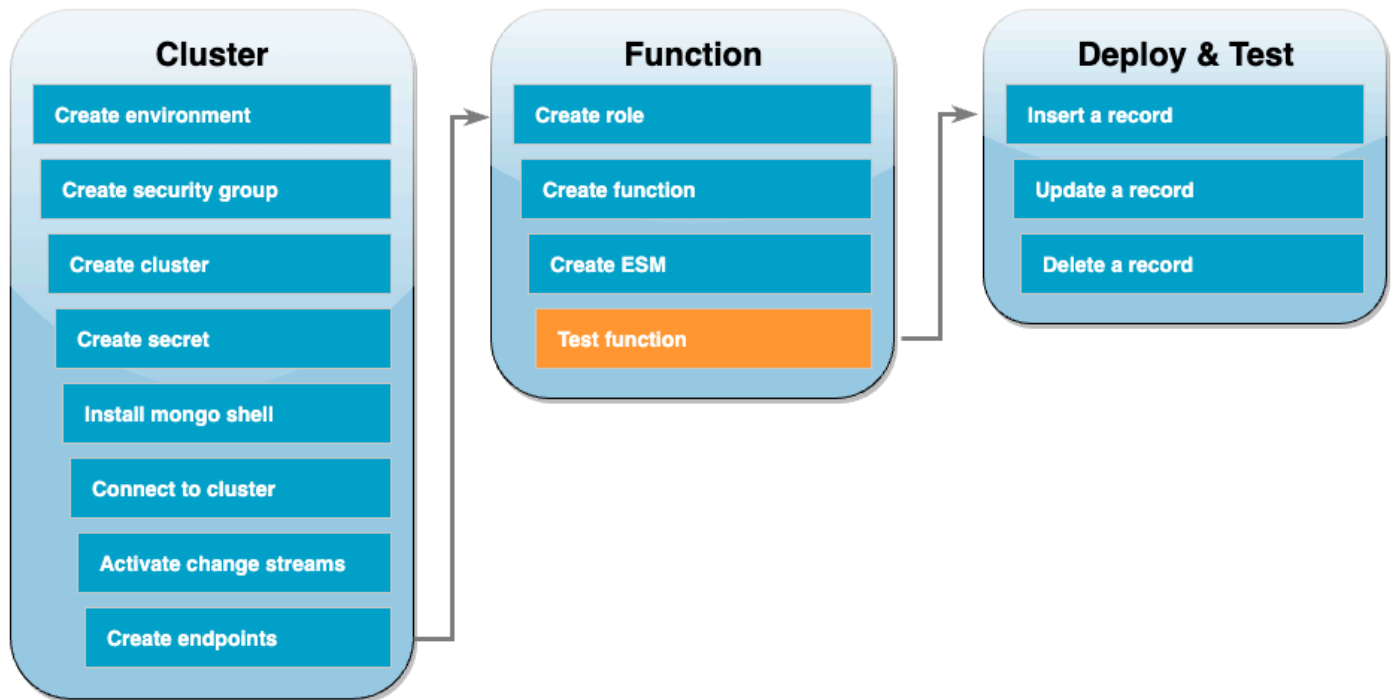 Cluster
Create environment
Create security group
Create cluster
Create secret
Install mongo shell
Connect to cluster
Activate change streams
Create endpoints
Function
Create role
Create function
Create ESM
Test function
Deploy & Test
Insert a record
Update a record
Delete a record